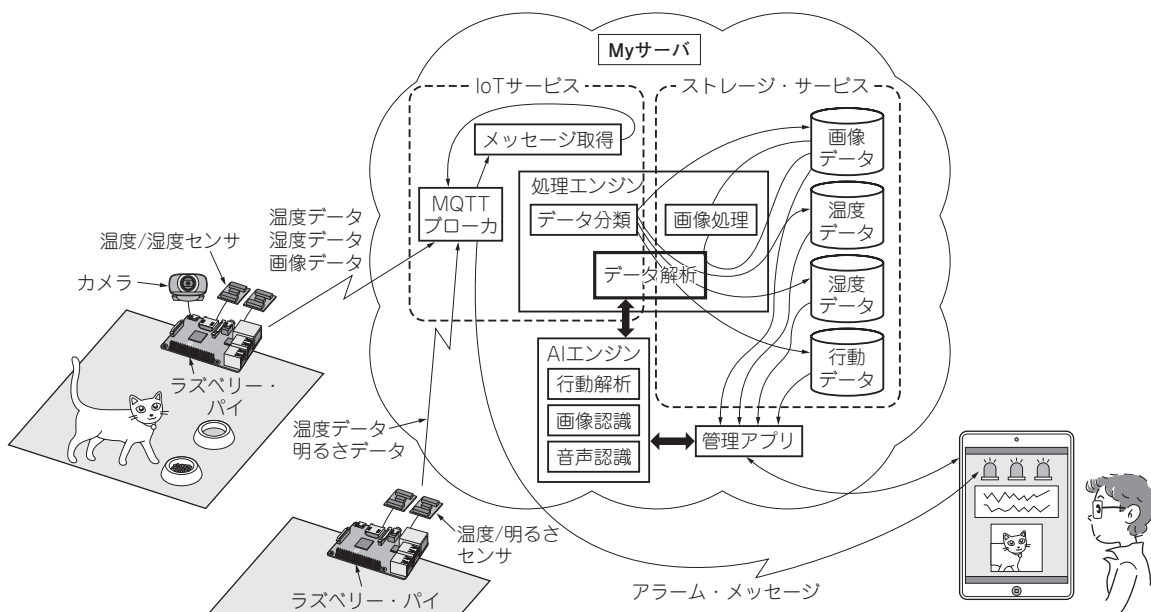 Myサーバ
IoTサービス
ストレージ・サービス
メッセージ取得
画像
データ
処理エンジン
MQTT
ブローカ
データ分類
画像処理
温度
データ
温度データ
湿度データ
画像データ
温度/湿度センサ
カメラ
データ解析
湿度
データ
AIエンジン
行動解析
画像認識
音声認識
行動
データ
ラズベリー・
パイ
管理アプリ
温度データ
明るさデータ
温度/明るさ
センサ
ラズベリー・パイ
アラーム・メッセージ